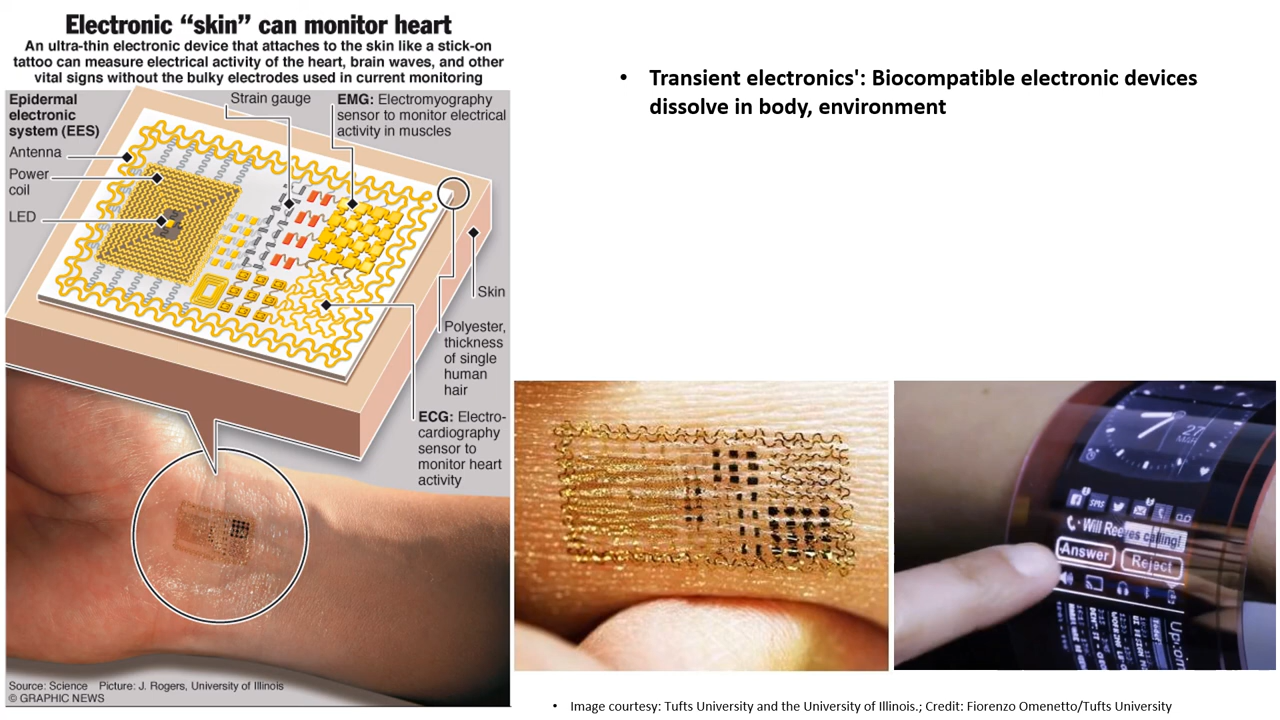 Electronic “skin” can monitor heart
An ultra-thin electronic device that attaches to the skin like a stick-on
tattoo can measure electrical activity of the heart, brain waves, and other
vital signs without the bulky electrodes used in current monitoring
Epidermal
electronic
system (EES)
Antenna
Power
coil
LED
Strain gauge
EMG: Electromyography
sensor to monitor electrical
activity in muscles
Skin
Polyester,
thickness
of single
human
hair
ECG: Electro-
cardiography
sensor to
monitor heart
activity
Source: Science Picture: J. Rogers, University of Illinois
© GRAPHIC NEWS
• Transient electronics': Biocompatible electronic devices
dissolve in body, environment
27
SMS
Will Reeves calling!
Answer
Reject
• Image courtesy: Tufts University and the University of Illinois.; Credit: Fiorenzo Omenetto/Tufts University